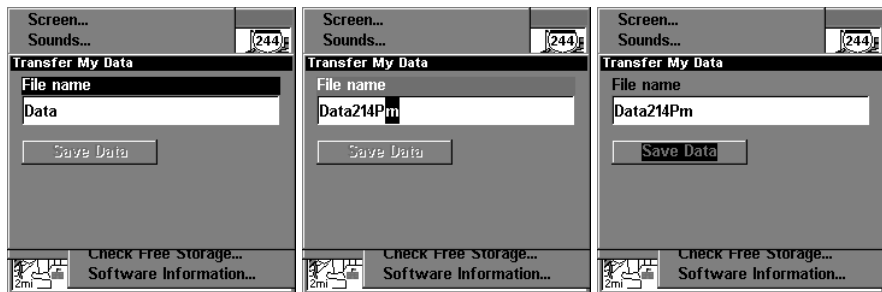 Screen...
Sounds...
244
Transfer My Data
File name
Data
Save Data
Check Free Storage...
Software Information...
2mi
Screen...
Sounds...
244
Transfer My Data
File name
Data214Pm
Save Data
Check Free Storage...
Software Information...
2mi
Screen...
Sounds...
244
Transfer My Data
File name
Data214Pm
Save Data
Check Free Storage...
Software Information...
2mi